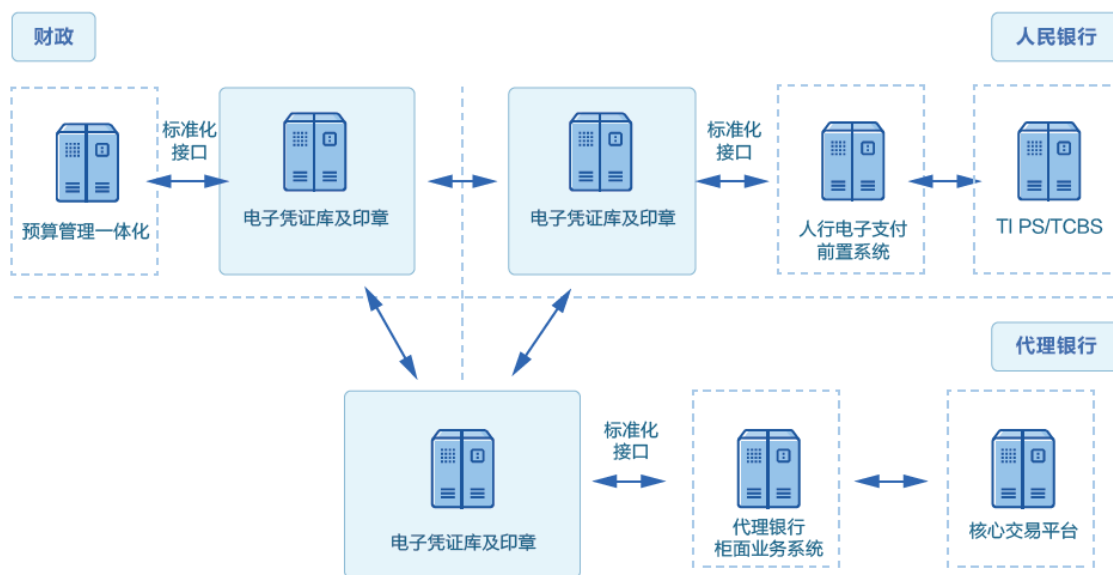 财政
人民银行
标准化
接口
标准化
接口
电子凭证库及印章
电子凭证库及印章
预算管理一体化
人行电子支付
前置系统
TI PS/TCBS
代理银行
标准化
接口
电子凭证库及印章
代理银行
柜面业务系统
核心交易平台